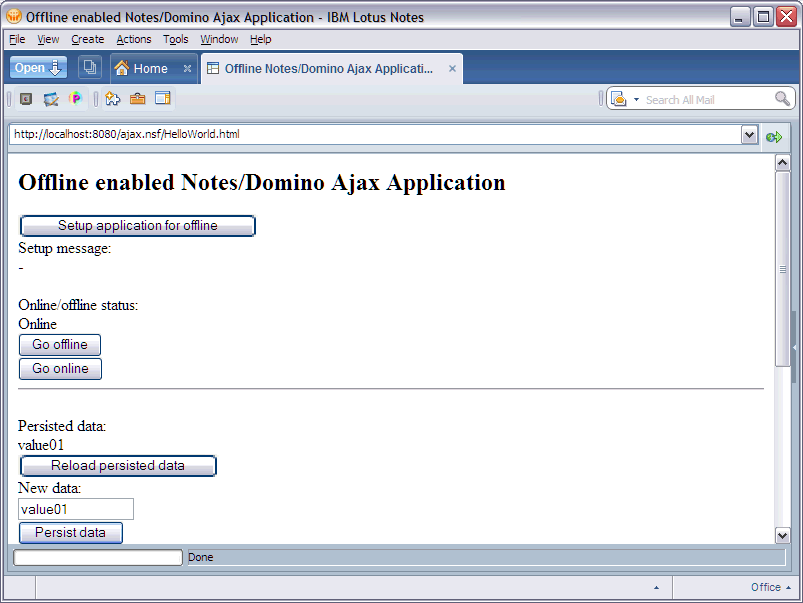 Offline enabled Notes/Domino Ajax Application - IBM Lotus Notes
File View Create Actions Tools Window Help
Open Home Offline Notes/Domino Ajax Applicati...
Search All Mail
http://localhost:8080/ajax.nsf/HelloWorld.html
Offline enabled Notes/Domino Ajax Application
Setup application for offline
Setup message:
-
Online/offline status:
Online
Go offline
Go online
Persisted data:
value01
Reload persisted data
New data:
value01
Persist data
Done
Office